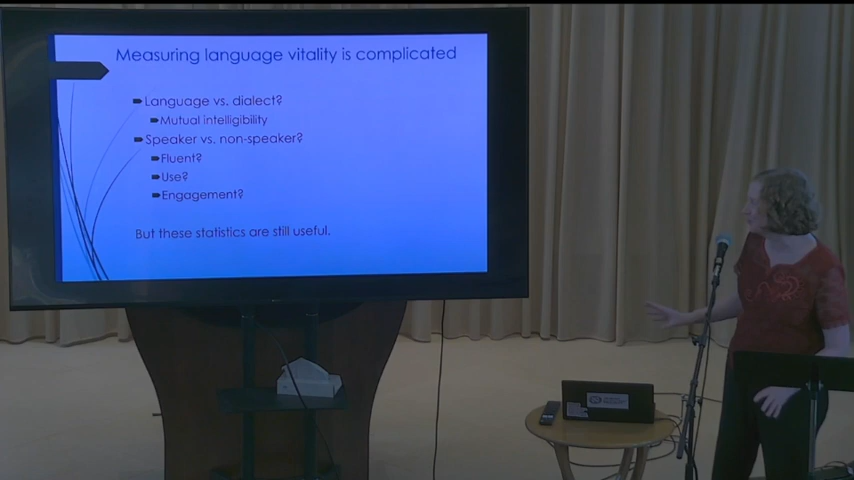 Measuring language vitality is complicated
Language vs. dialect?
Mutual intelligibility
Speaker vs. non-speaker?
Fluent?
Use?
Engagement?
But these statistics are still useful.